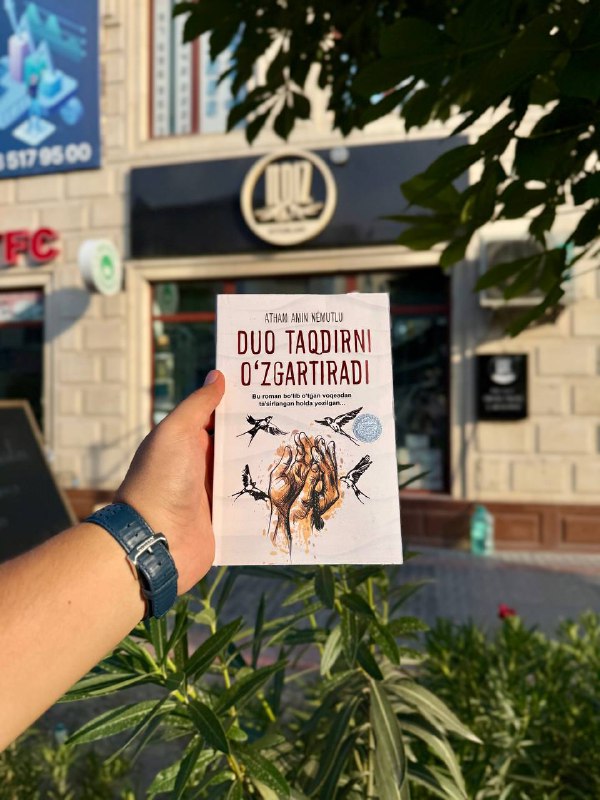 517 95 00
FC
ILDIZ
ATHAM AMIN NEMUTLU
DUO TAQDIRNI
O‘ZGARTIRADI
Bu roman bo‘lib o‘tgan voqeadan
ta’sirlangan holda yozilgan...